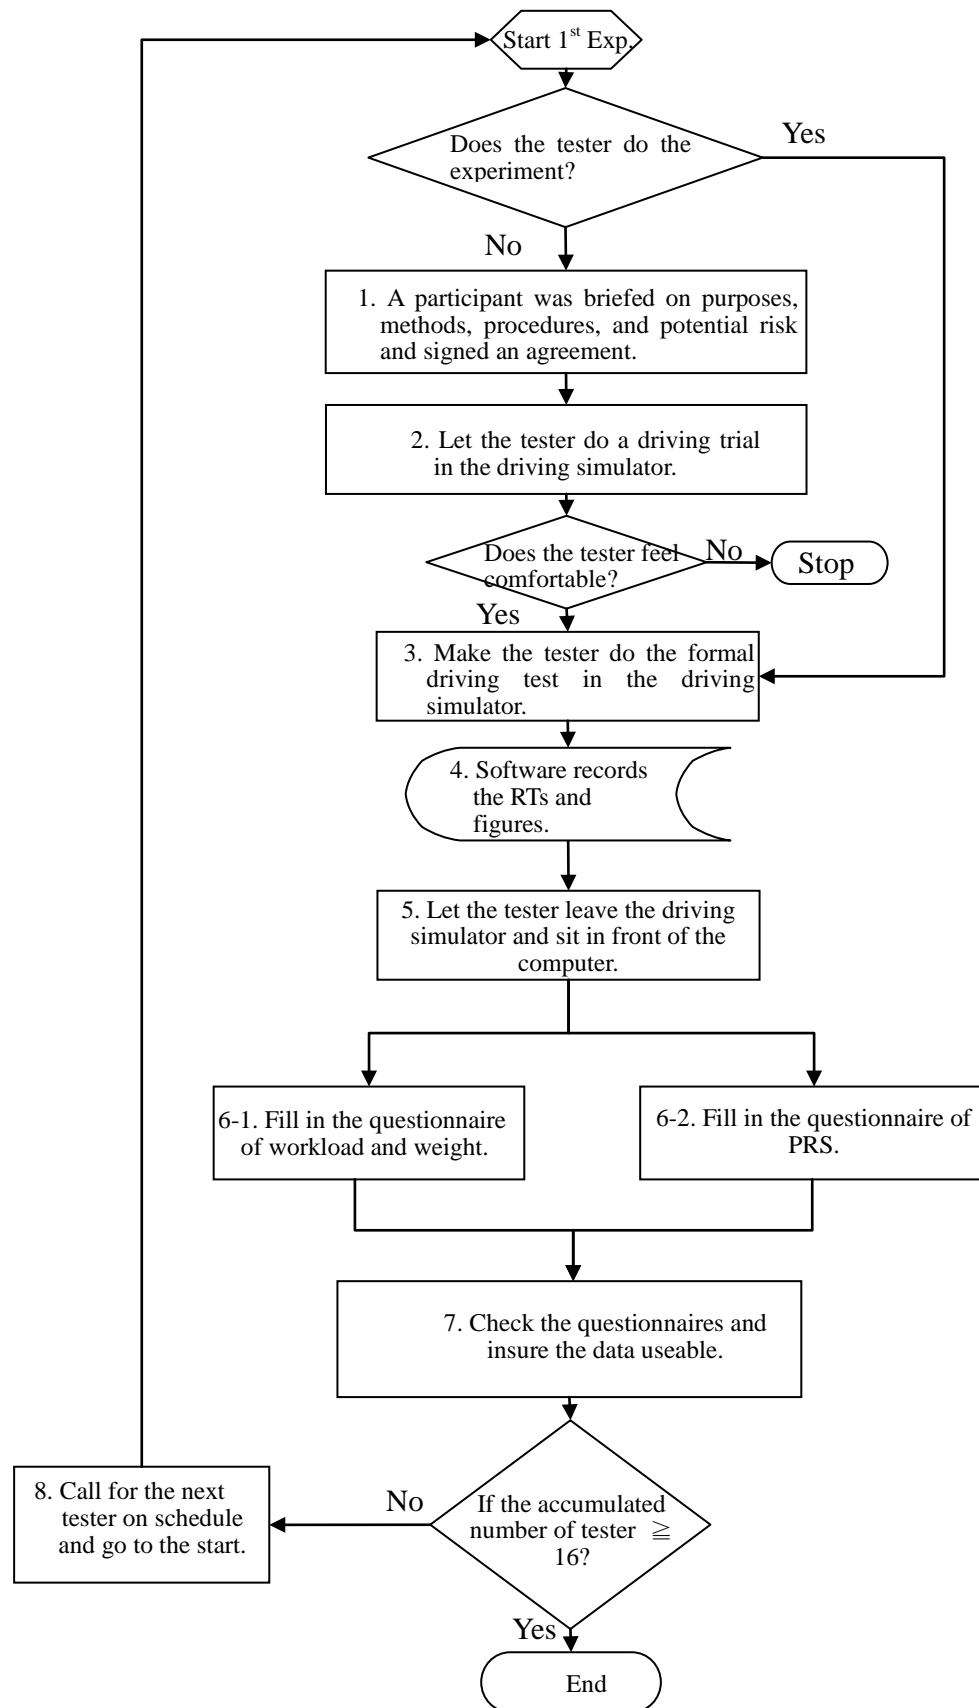 Start 1st Exp.
Does the tester do the
experiment?
Yes
No
1. A participant was briefed on purposes,
methods, procedures, and potential risk
and signed an agreement.
2. Let the tester do a driving trial
in the driving simulator.
Does the tester feel
comfortable?
No
Stop
Yes
3. Make the tester do the formal
driving test in the driving
simulator.
4. Software records
the RTs and
figures.
5. Let the tester leave the driving
simulator and sit in front of the
computer.
6-1. Fill in the questionnaire
of workload and weight.
6-2. Fill in the questionnaire of
PRS.
7. Check the questionnaires and
insure the data useable.
8. Call for the next
tester on schedule
and go to the start.
No
If the accumulated
number of tester ≧
16?
Yes
End